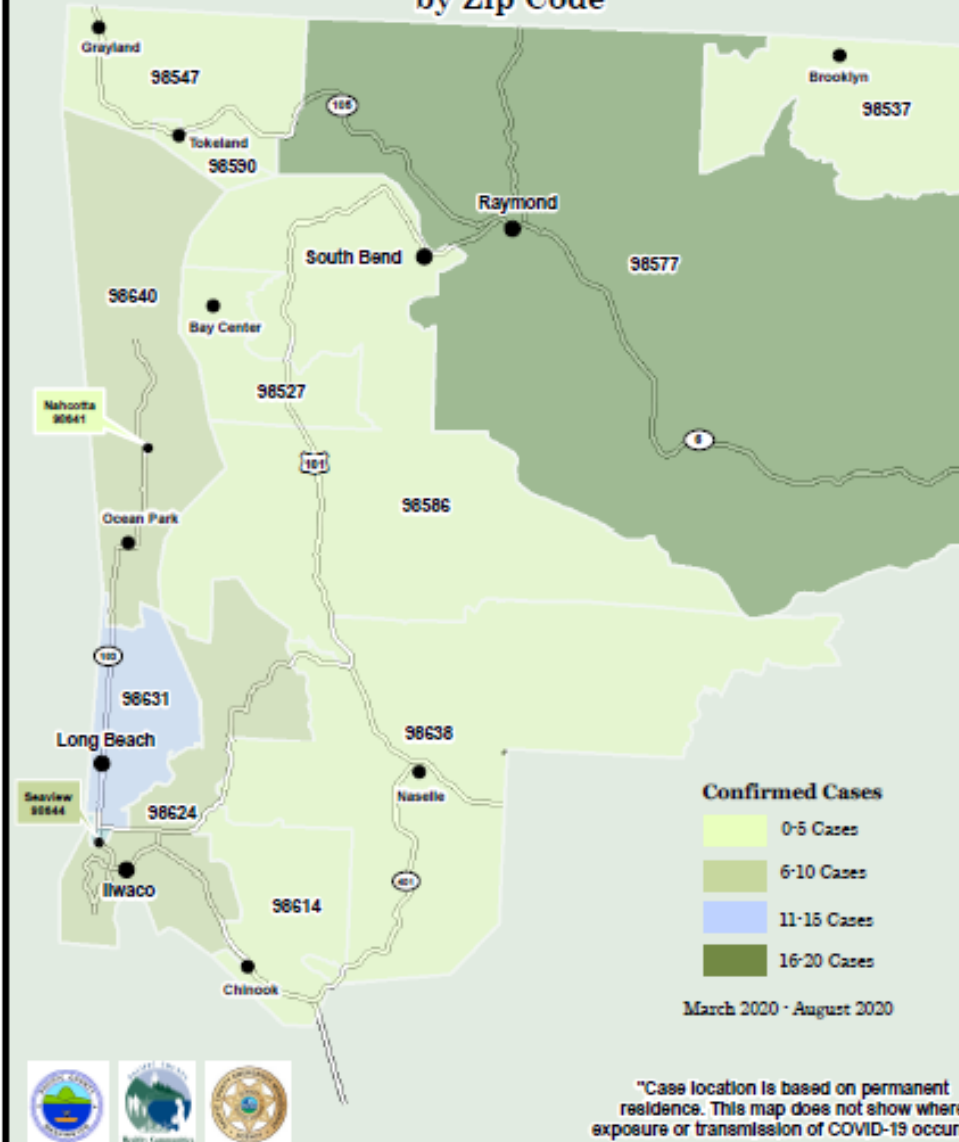 by Zip Code
Grayland
98547
Brooklyn
98537
105
Tokeland
98590
Raymond
South Bend
98577
98640
Bay Center
98527
Nahcotta
98641
6
101
98586
Ocean Park
103
98631
98638
Long Beach
Naselle
Seaview
98644
98624
Ilwaco
401
98614
Chinook
Confirmed Cases
0-5 Cases
6-10 Cases
11-15 Cases
16-20 Cases
March 2020 - August 2020
"Case location is based on permanent
residence. This map does not show where
exposure or transmission of COVID-19 occur